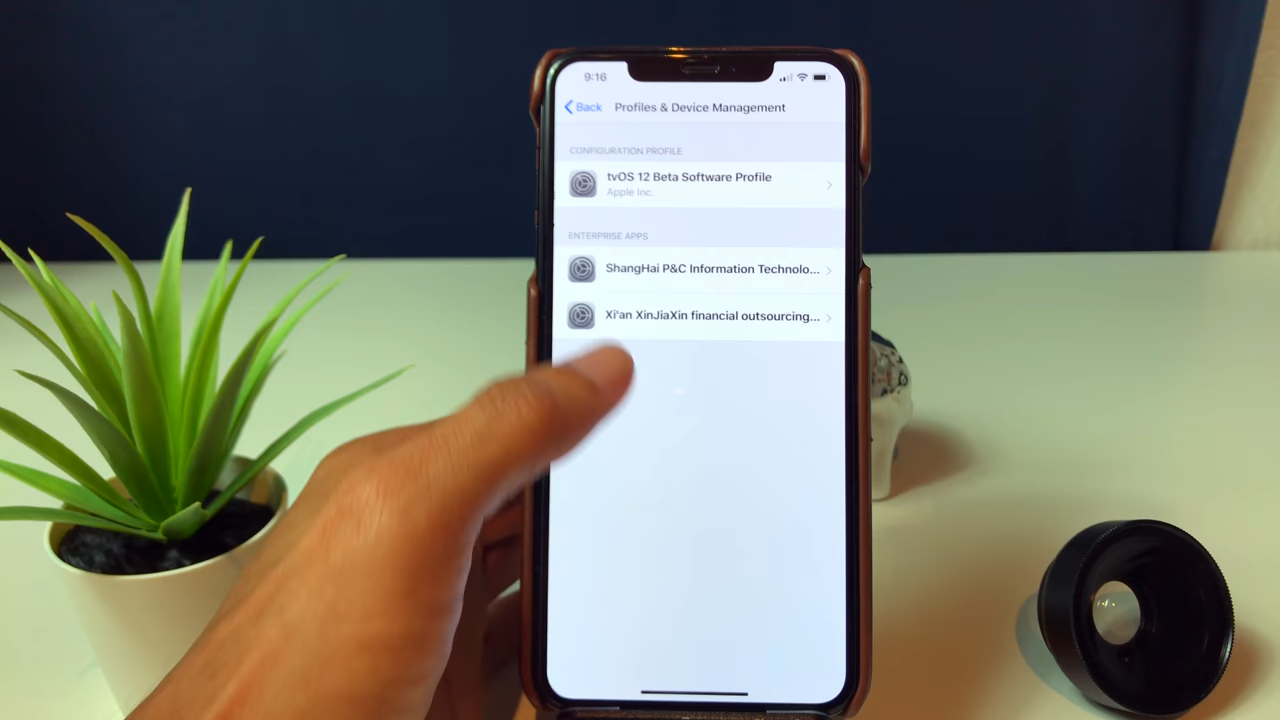 9:16
Back Profiles & Device Management
CONFIGURATION PROFILE
tvOS 12 Beta Software Profile
Apple Inc.
ENTERPRISE APPS
ShangHai P&C Information Technolo...
Xi'an XinJiaXin financial outsourcing...